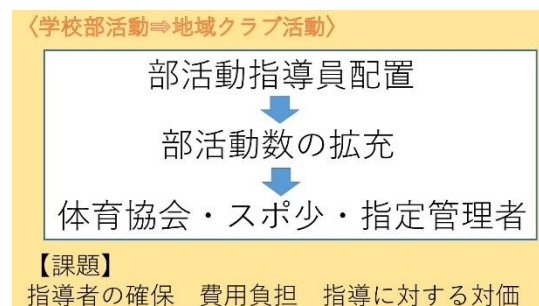 〈学校部活動⇒地域クラブ活動〉
部活動指導員配置
部活動数の拡充
体育協会・スポ少・指定管理者
【課題】
指導者の確保　費用負担　指導に対する対価